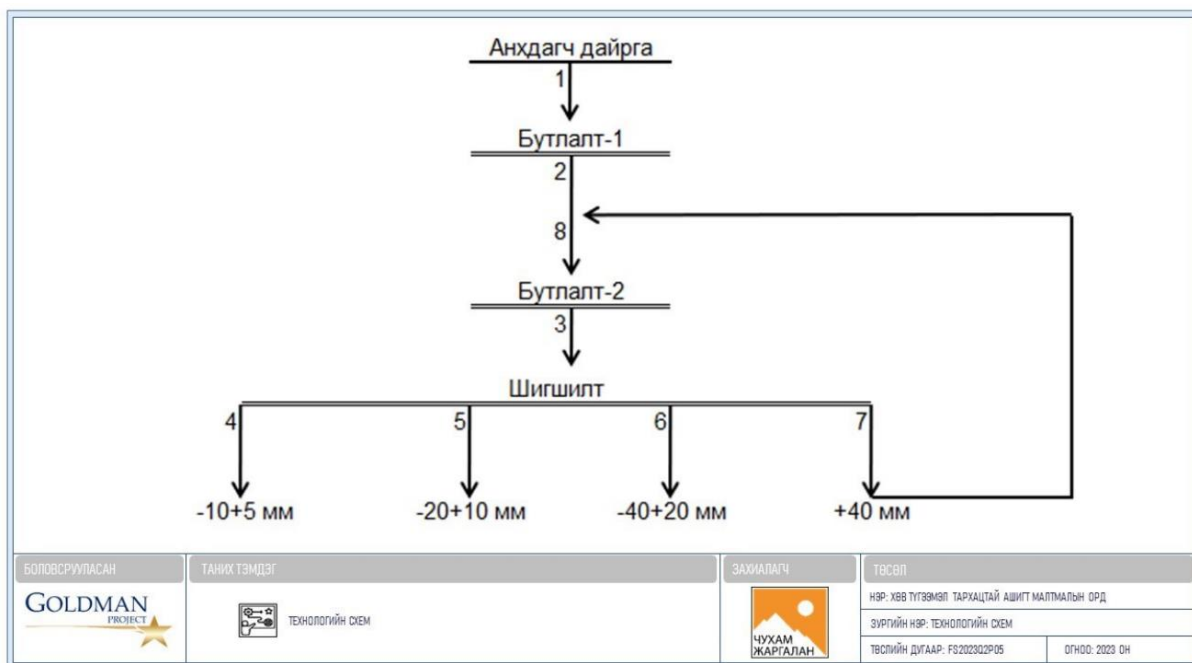 Анхдагч дайрга
1
Бутлалт-1
2
8
Бутлалт-2
3
Шигшилт
4
5
6
7
-10+5 мм
-20+10 мм
-40+20 мм
+40 мм
БОЛОВСРУУЛАСАН
GOLDMAN
PROJECT
ТАНИХ ТЭМДЭГ
ТЕХНОЛОГИЙН СХЕМ
ЗАХИАЛАГЧ
ЧУХАМ
ЖАРГАЛАН
ТӨСӨЛ
НЭР: ХӨВ ТҮГЭЭМЭЛ ТАРХАЦТАЙ АШИГТ МАЛТМАЛЫН ОРД
ЗУРГИЙН НЭР: ТЕХНОЛОГИЙН СХЕМ
ТӨСЛИЙН ДУГААР: FS2023Q2P05
ОГНОО: 2023 ОН